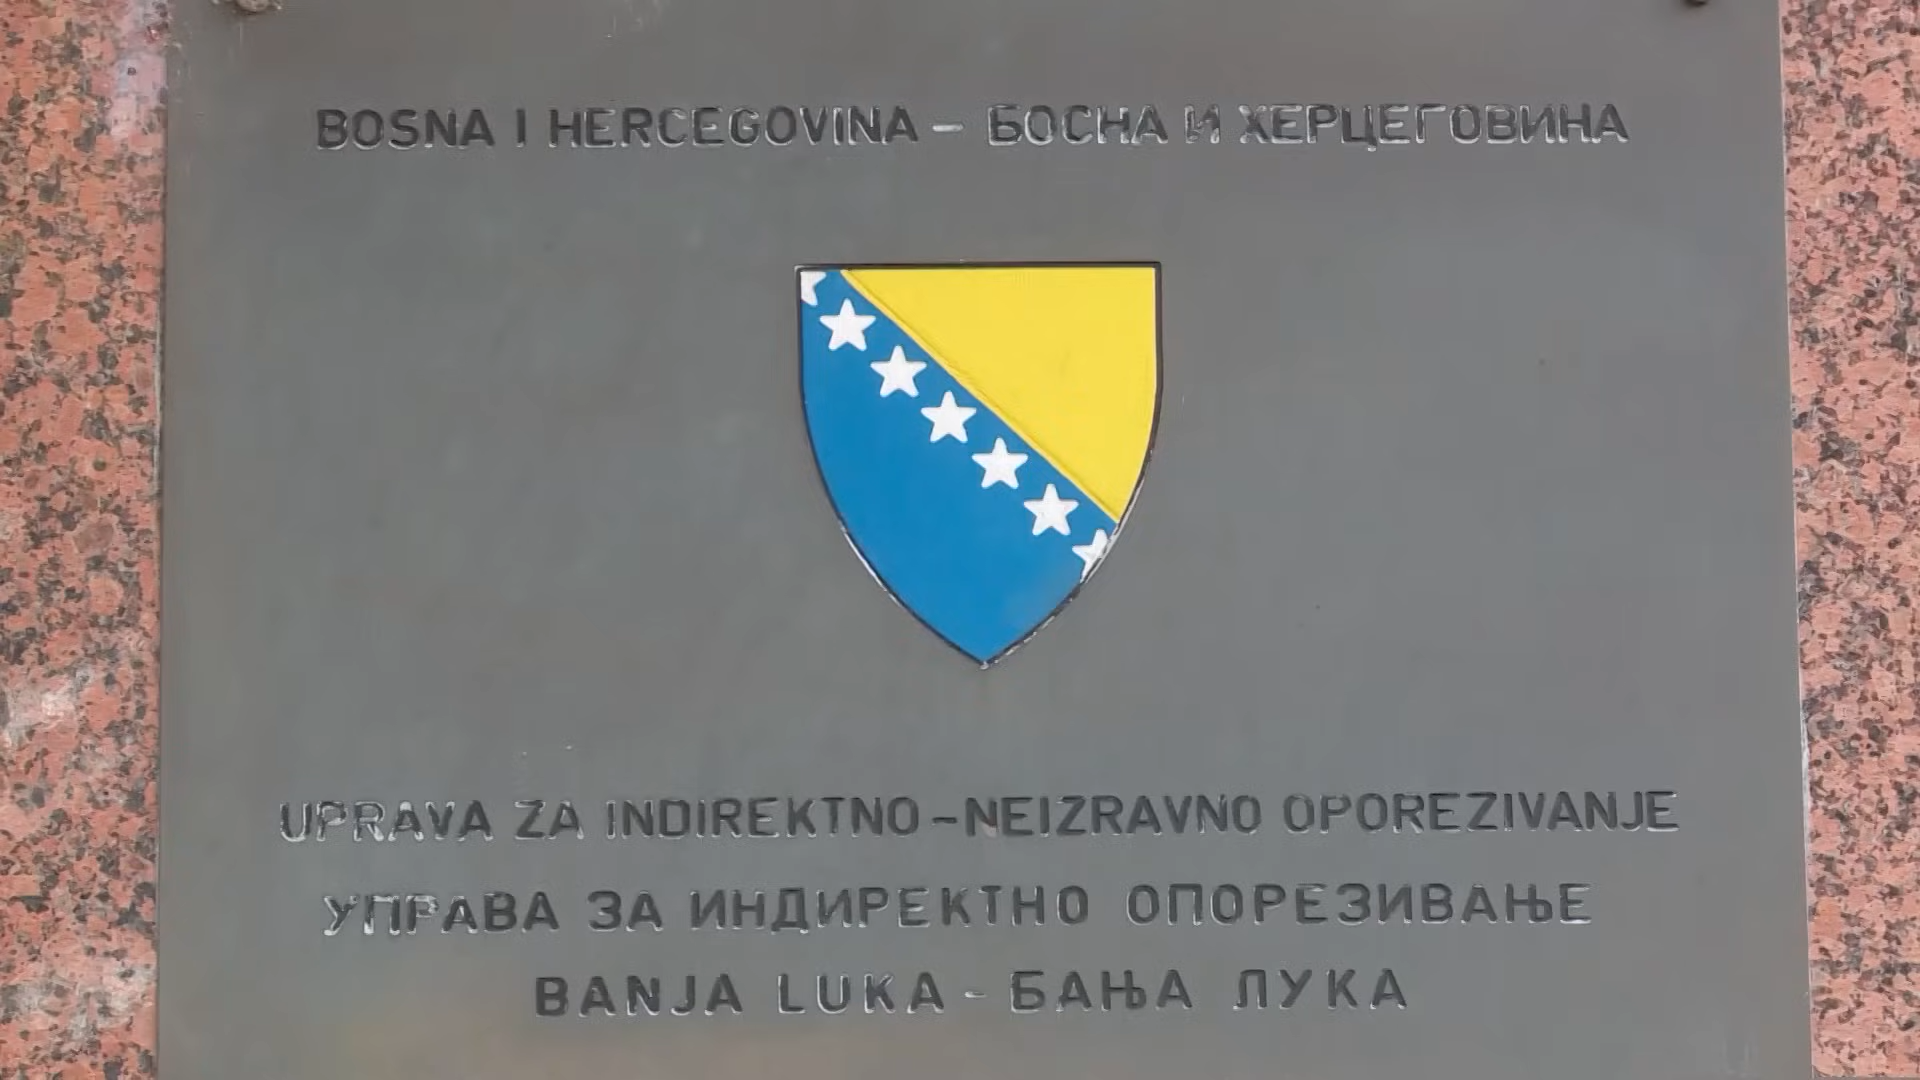 BOSNA I HERCEGOVINA – БОСНА И ХЕРЦЕГОВИНА
UPRAVA ZA INDIREKTNO – NEIZRAVNO OPOREZIVANJE
УПРАВА ЗА ИНДИРЕКТНО ОПОРЕЗИВАЊЕ
BANJA LUKA - БАЊА ЛУКА